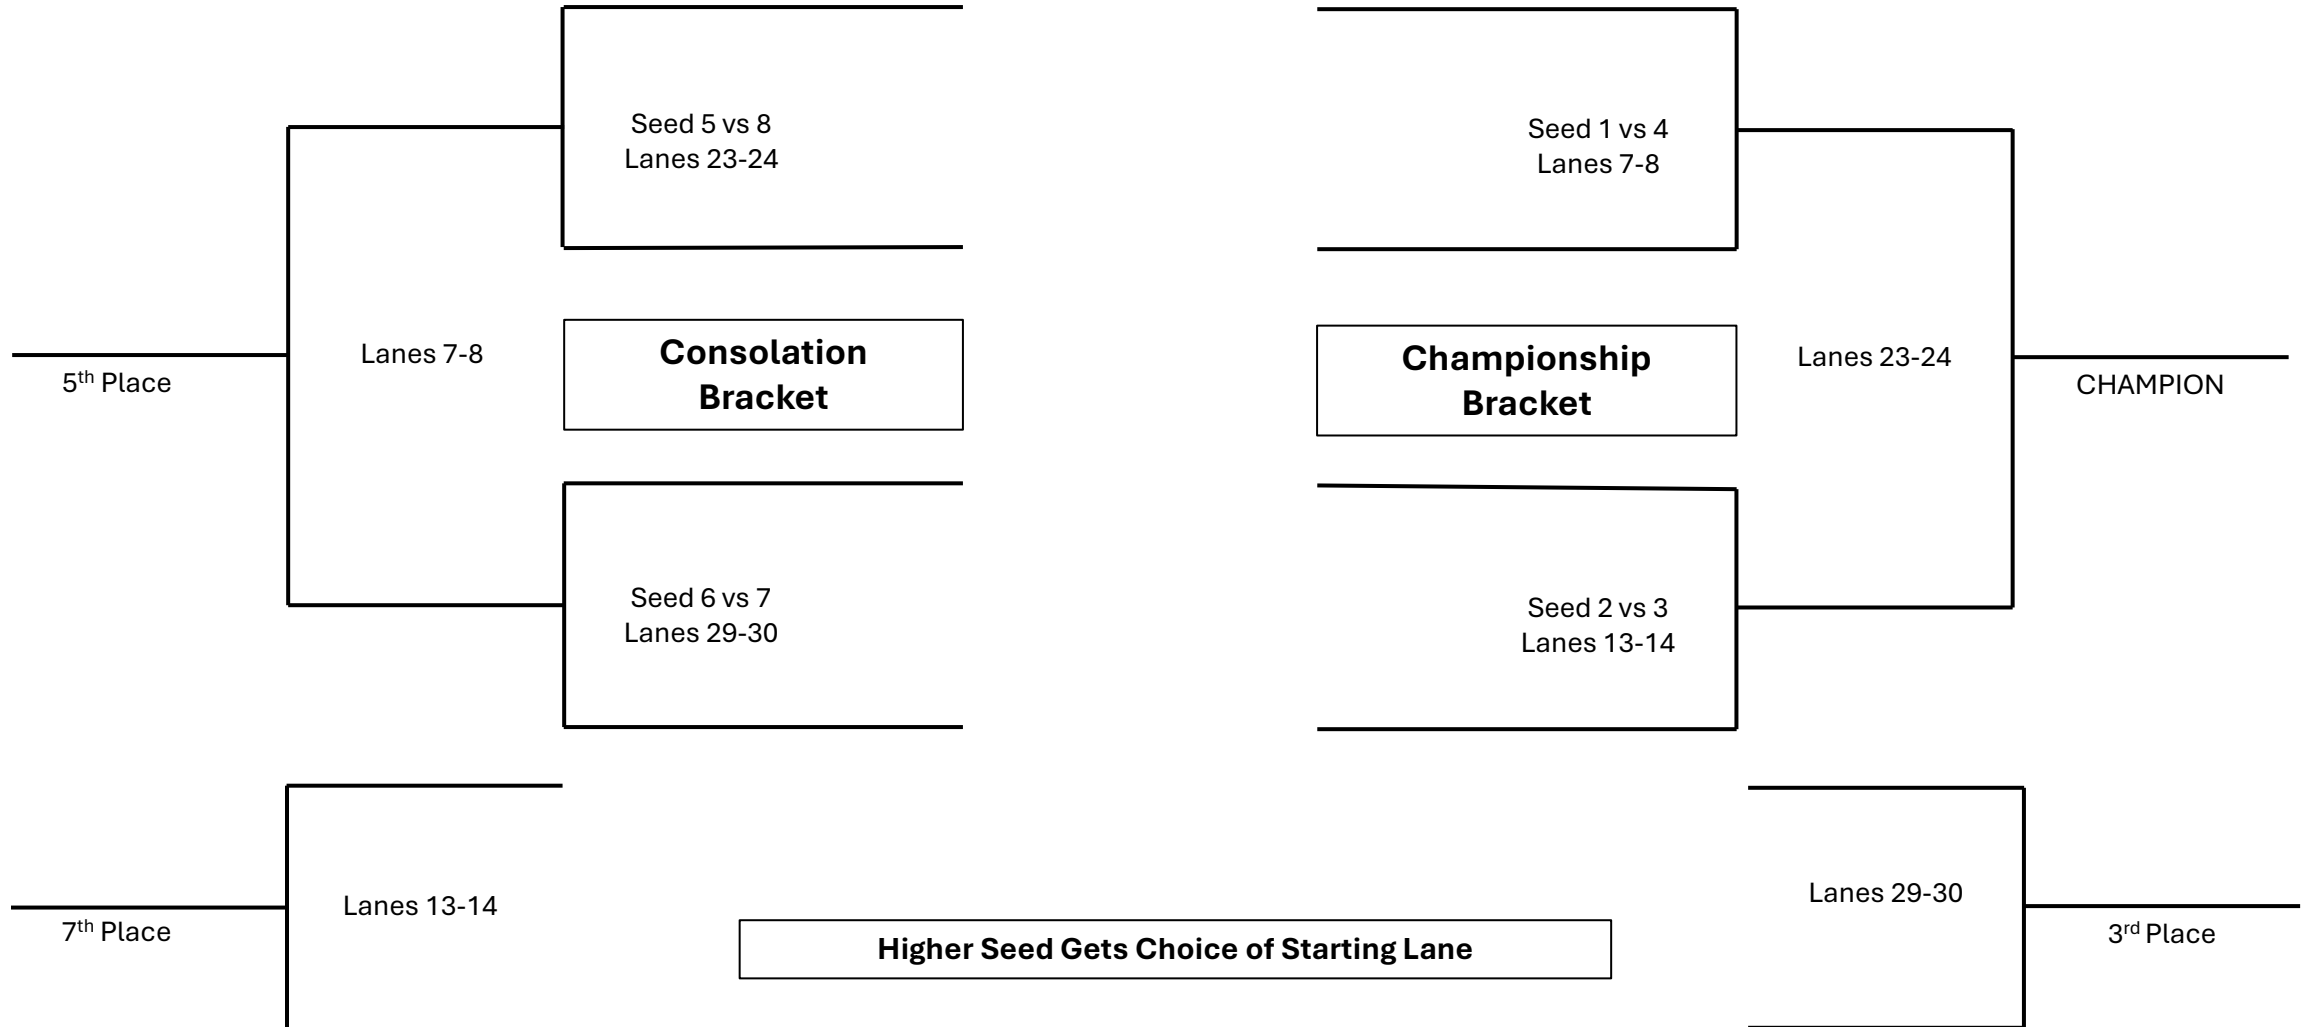 Seed 5 vs 8
Lanes 23-24
Seed 1 vs 4
Lanes 7-8
Lanes 7-8
5th Place
Consolation
Bracket
Championship
Bracket
Lanes 23-24
CHAMPION
Seed 6 vs 7
Lanes 29-30
Seed 2 vs 3
Lanes 13-14
Lanes 13-14
7th Place
Higher Seed Gets Choice of Starting Lane
Lanes 29-30
3rd Place